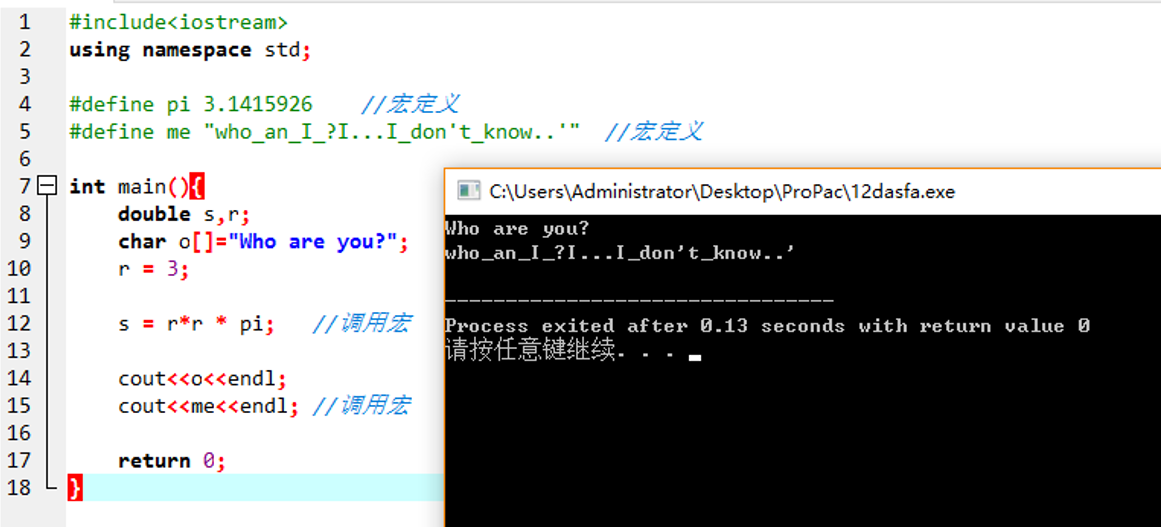 1 #include<iostream>
2 using namespace std;
3
4 #define pi 3.1415926 //宏定义
5 #define me "who_an_I_?I...I_don't_know..'" //宏定义
6
7 int main(){
8 double s,r;
9 char o[]="Who are you?";
10 r = 3;
11
12 s = r*r * pi; //调用宏
13
14 cout<<o<<endl;
15 cout<<me<<endl; //调用宏
16
17 return 0;
18 }
C:\Users\Administrator\Desktop\ProPac\12dasfa.exe
Who are you?
who_an_I_?I...I_don't_know..'
--------------------------------
Process exited after 0.13 seconds with return value 0
请按任意键继续. . .